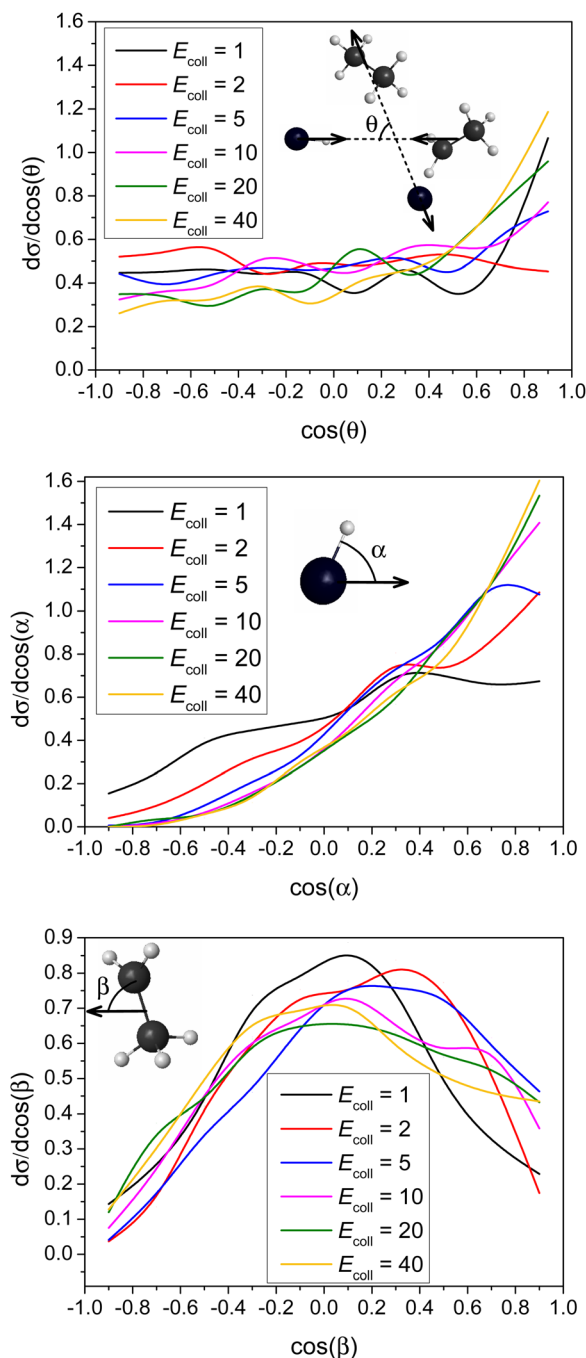 1.6
1.4
1.2
1.0
0.8
0.6
0.4
0.2
0.0
dσ/dcos(θ)
E_coll = 1
E_coll = 2
E_coll = 5
E_coll = 10
E_coll = 20
E_coll = 40
θ
-1.0 -0.8 -0.6 -0.4 -0.2 0.0 0.2 0.4 0.6 0.8 1.0
cos(θ)
1.6
1.4
1.2
1.0
0.8
0.6
0.4
0.2
0.0
dσ/dcos(α)
E_coll = 1
E_coll = 2
E_coll = 5
E_coll = 10
E_coll = 20
E_coll = 40
α
-1.0 -0.8 -0.6 -0.4 -0.2 0.0 0.2 0.4 0.6 0.8 1.0
cos(α)
0.9
0.8
0.7
0.6
0.5
0.4
0.3
0.2
0.1
0.0
dσ/dcos(β)
β
E_coll = 1
E_coll = 2
E_coll = 5
E_coll = 10
E_coll = 20
E_coll = 40
-1.0 -0.8 -0.6 -0.4 -0.2 0.0 0.2 0.4 0.6 0.8 1.0
cos(β)